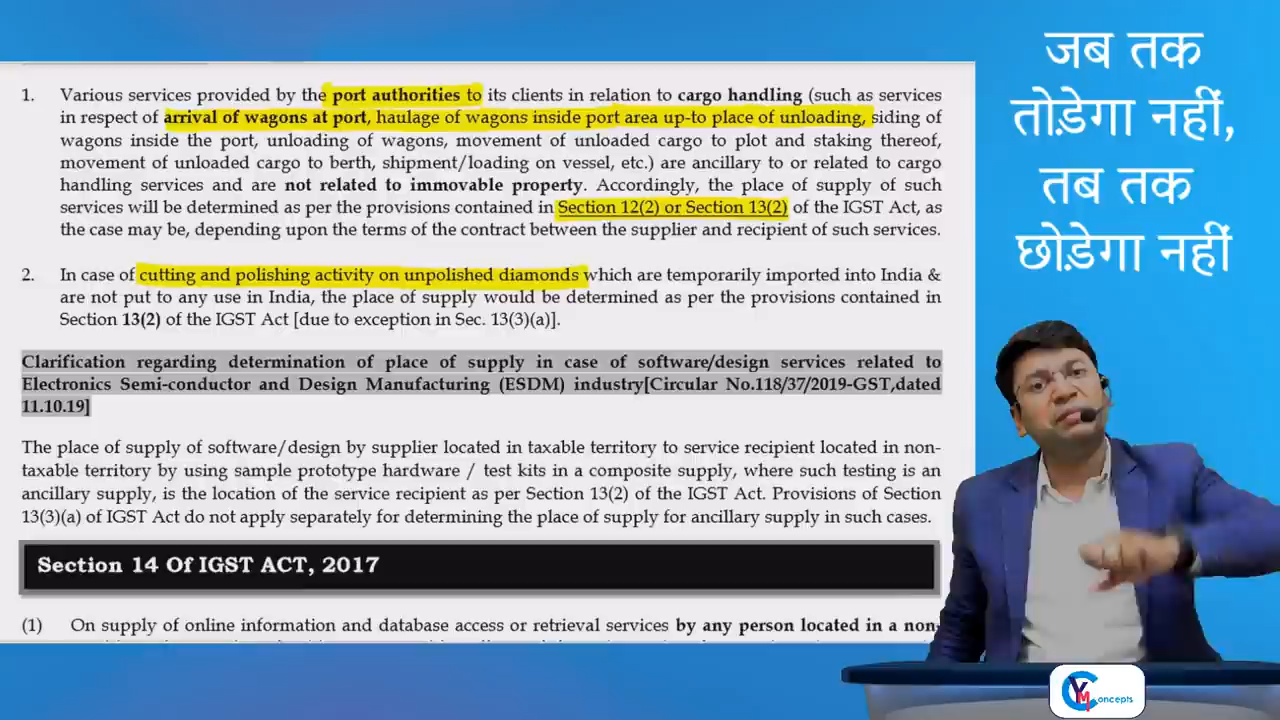 1. Various services provided by the port authorities to its clients in relation to cargo handling (such as services
in respect of arrival of wagons at port, haulage of wagons inside port area up-to place of unloading, siding of
wagons inside the port, unloading of wagons, movement of unloaded cargo to plot and staking thereof,
movement of unloaded cargo to berth, shipment/loading on vessel, etc.) are ancillary to or related to cargo
handling services and are not related to immovable property. Accordingly, the place of supply of such
services will be determined as per the provisions contained in Section 12(2) or Section 13(2) of the IGST Act, as
the case may be, depending upon the terms of the contract between the supplier and recipient of such services.
2. In case of cutting and polishing activity on unpolished diamonds which are temporarily imported into India &
are not put to any use in India, the place of supply would be determined as per the provisions contained in
Section 13(2) of the IGST Act [due to exception in Sec. 13(3)(a)].
Clarification regarding determination of place of supply in case of software/design services related to
Electronics Semi-conductor and Design Manufacturing (ESDM) industry[Circular No.118/37/2019-GST,dated
11.10.19]
The place of supply of software/design by supplier located in taxable territory to service recipient located in non-
taxable territory by using sample prototype hardware / test kits in a composite supply, where such testing is an
ancillary supply, is the location of the service recipient as per Section 13(2) of the IGST Act. Provisions of Section
13(3)(a) of IGST Act do not apply separately for determining the place of supply for ancillary supply in such cases.
Section 14 Of IGST ACT, 2017
(1) On supply of online information and database access or retrieval services by any person located in a non-
जब तक
तोड़ेगा नहीं,
तब तक
छोड़ेगा नहीं
YM Concepts